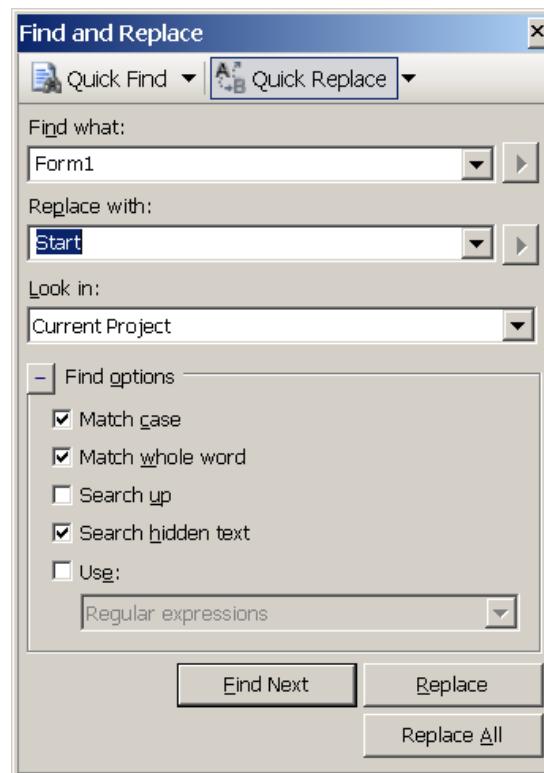 Find and Replace
Quick Find Quick Replace
Find what:
Form1
Replace with:
Start
Look in:
Current Project
Find options
Match case
Match whole word
Search up
Search hidden text
Use:
Regular expressions
Find Next Replace
Replace All